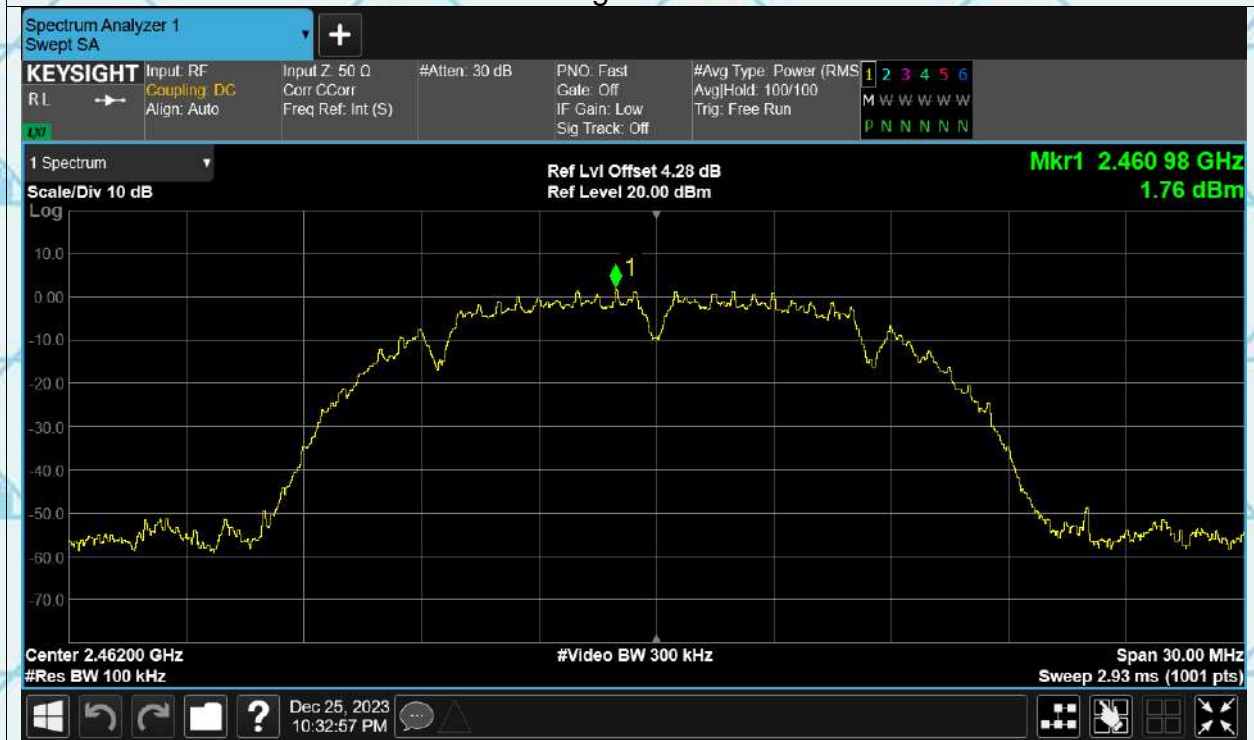 Spectrum Analyzer 1
Swept SA
+
KEYSIGHT
RL
LXI
Input: RF
Coupling: DC
Align: Auto
Input Z: 50 Ω
Corr CCorr
Freq Ref: Int (S)
#Atten: 30 dB
PNO: Fast
Gate: Off
IF Gain: Low
Sig Track: Off
#Avg Type: Power (RMS
Avg|Hold: 100/100
Trig: Free Run
1 2 3 4 5 6
M W W W W W
P N N N N N
1 Spectrum
Scale/Div 10 dB
Ref Lvl Offset 4.28 dB
Ref Level 20.00 dBm
Mkr1 2.460 98 GHz
1.76 dBm
Log
10.0
0.00
-10.0
-20.0
-30.0
-40.0
-50.0
-60.0
-70.0
1
Center 2.46200 GHz
#Res BW 100 kHz
#Video BW 300 kHz
Span 30.00 MHz
Sweep 2.93 ms (1001 pts)
?
Dec 25, 2023
10:32:57 PM